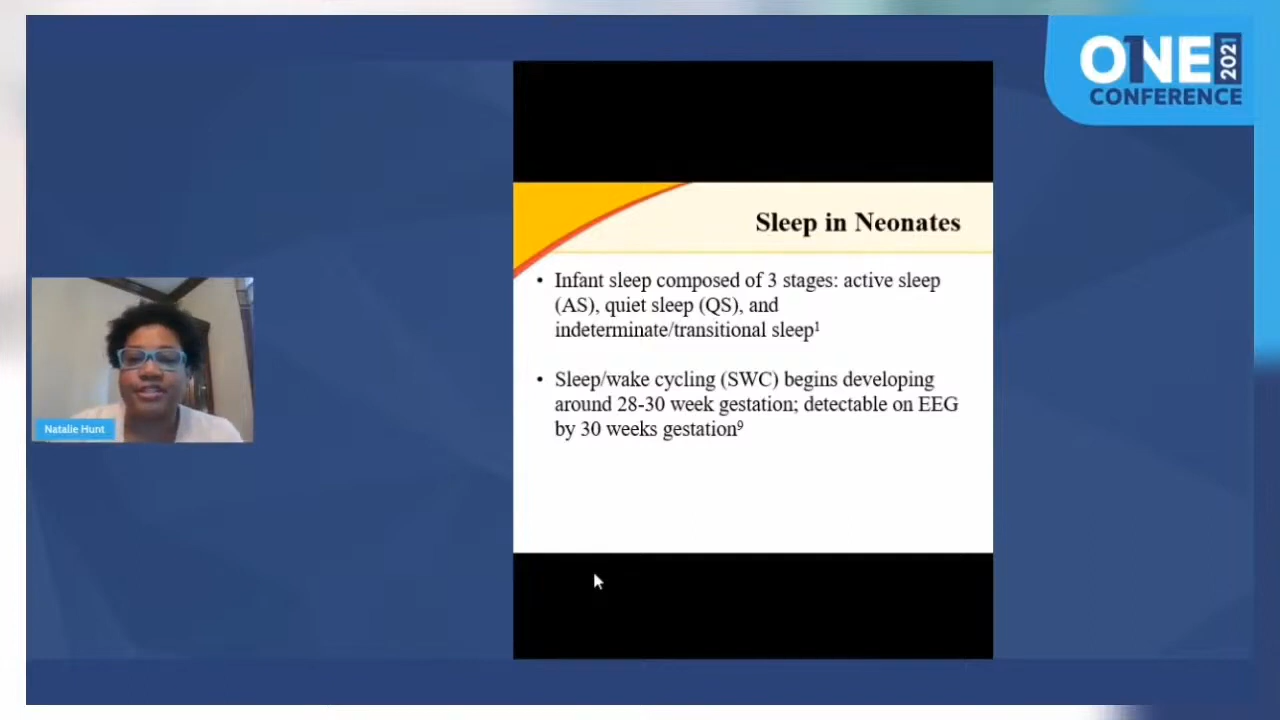 ONE 2021
CONFERENCE
Sleep in Neonates
• Infant sleep composed of 3 stages: active sleep
(AS), quiet sleep (QS), and
indeterminate/transitional sleep¹
• Sleep/wake cycling (SWC) begins developing
around 28-30 week gestation; detectable on EEG
by 30 weeks gestation⁹
Natalie Hunt